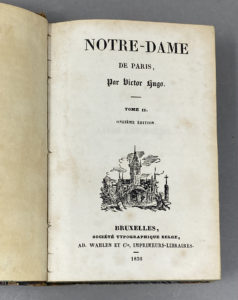 NOTRE-DAME
DE PARIS,
Par Victor Hugo.
TOME II.
ONZIÈME ÉDITION
BRUXELLES,
SOCIÉTÉ TYPOGRAPHIQUE BELGE,
AD. WAHLEN ET Cie, IMPRIMEURS-LIBRAIRES.